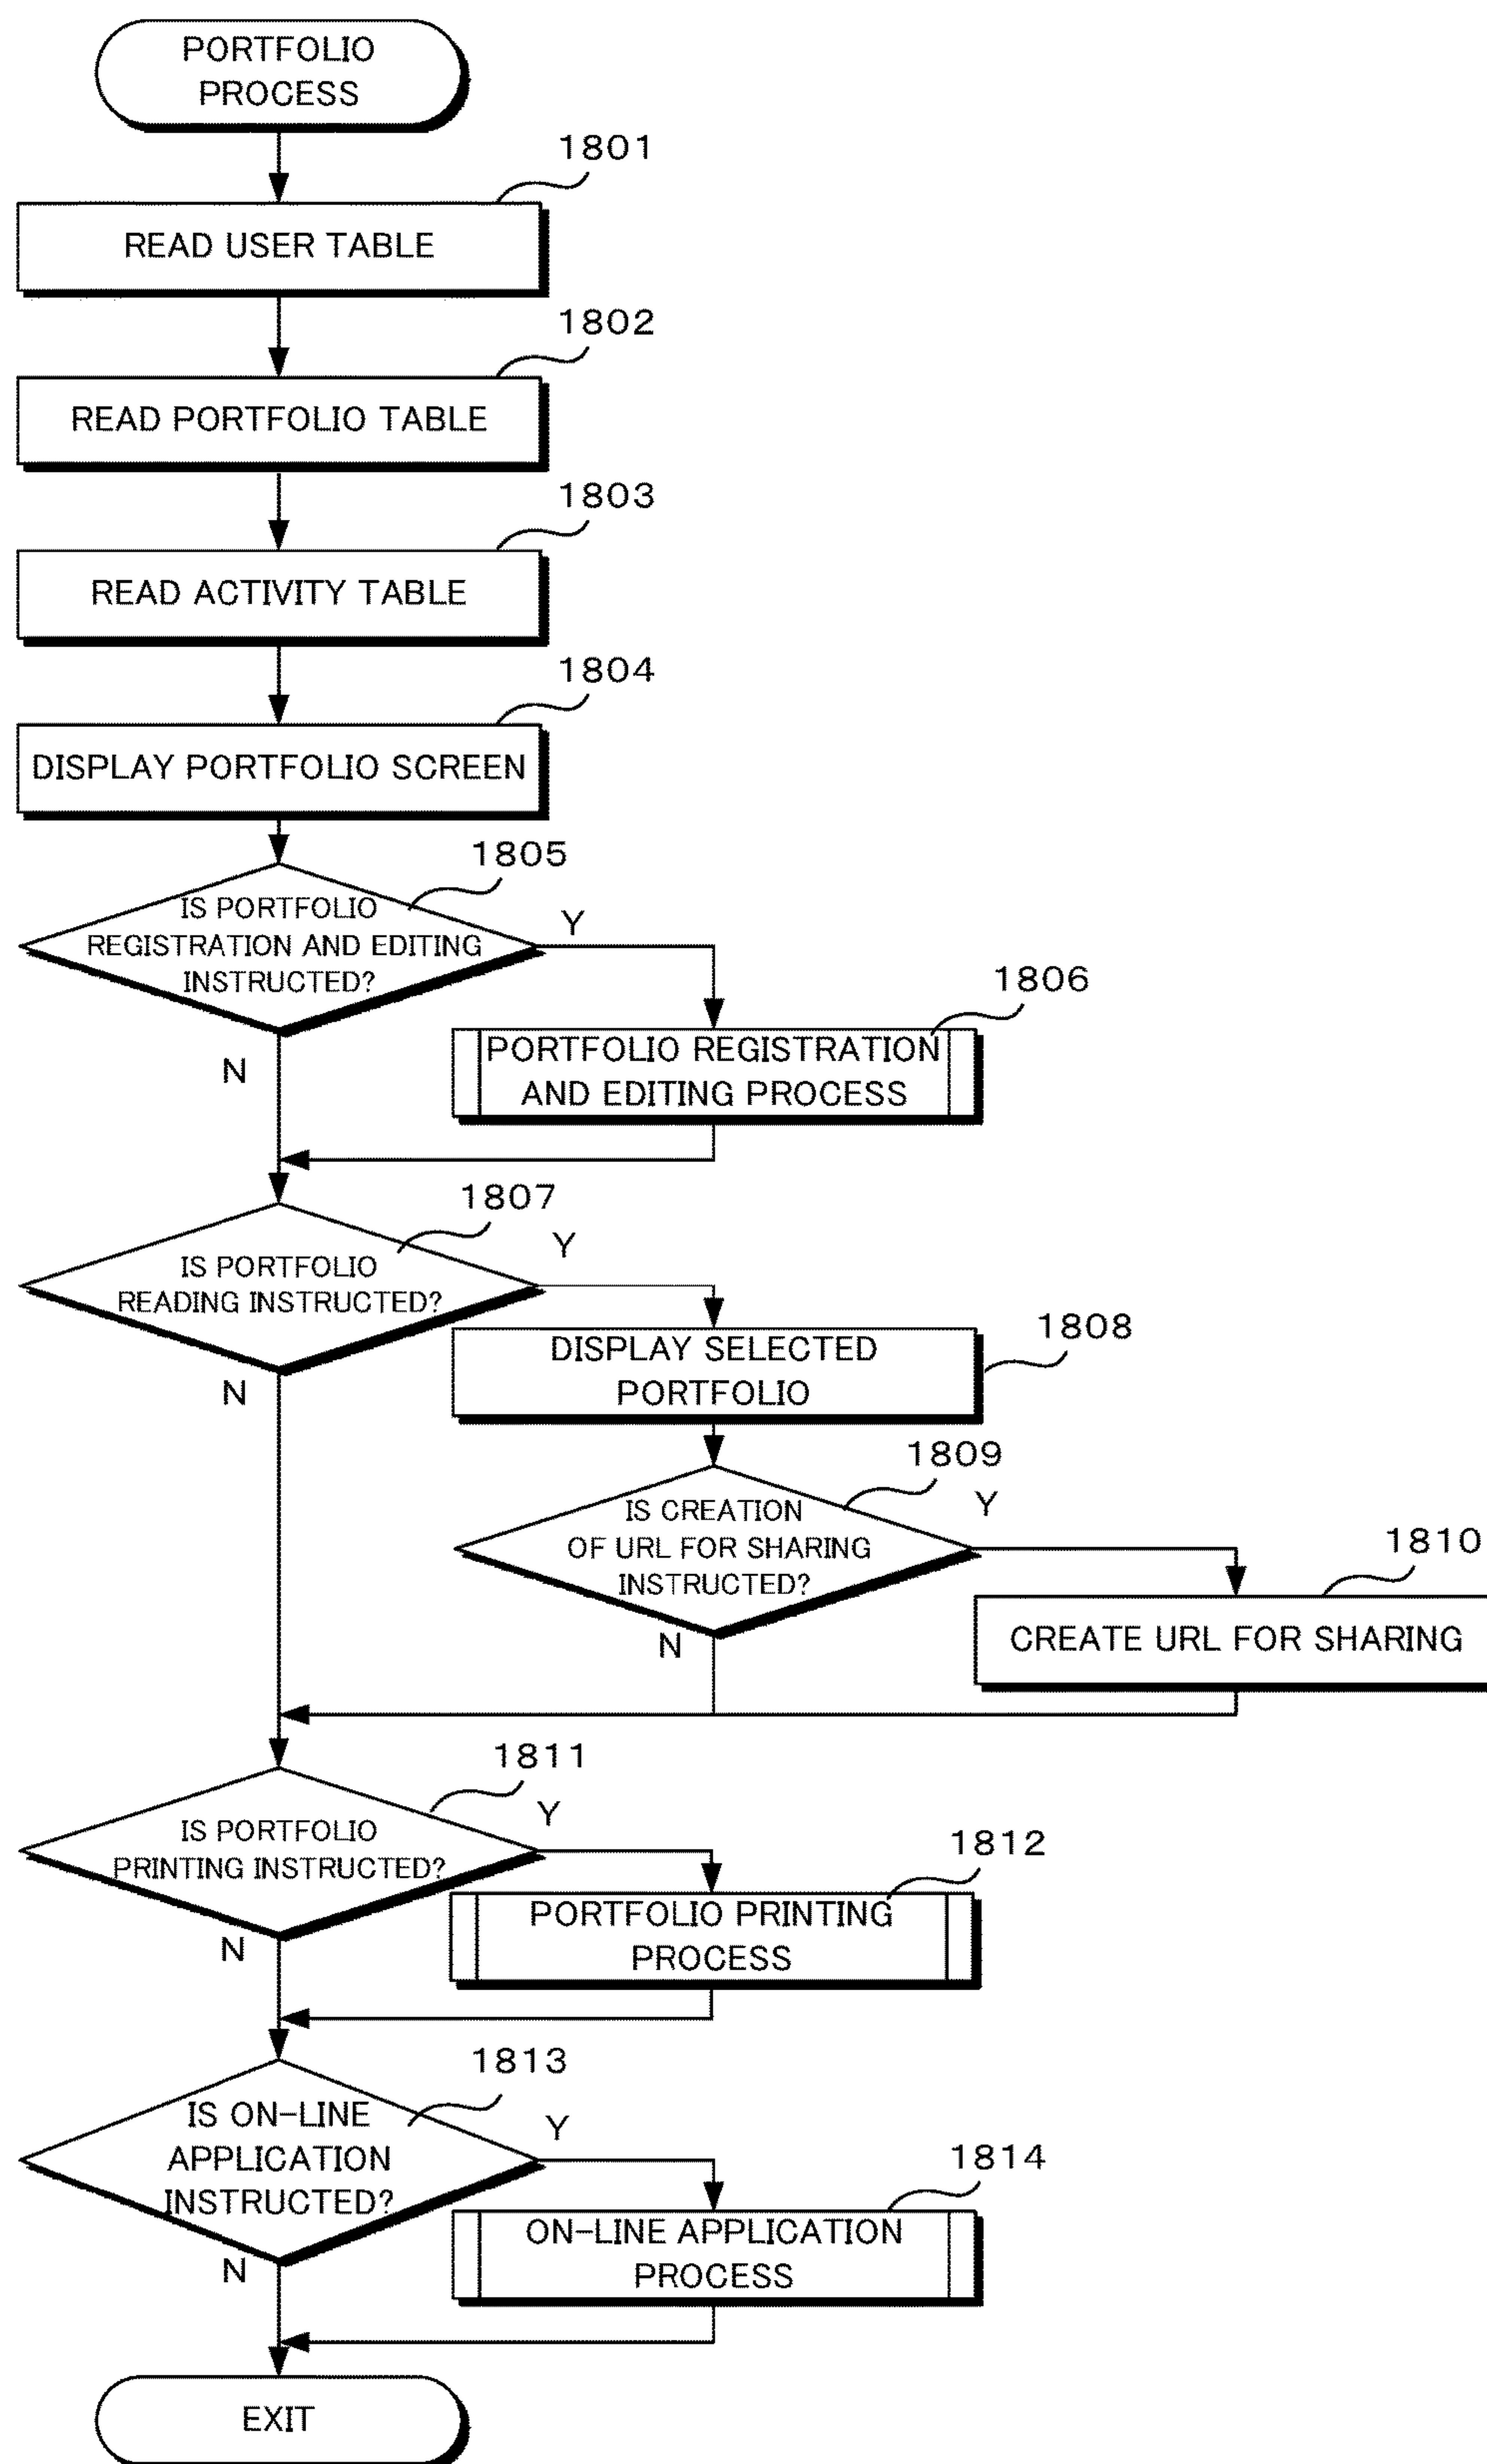 PORTFOLIO
PROCESS
1801
READ USER TABLE
1802
READ PORTFOLIO TABLE
1803
READ ACTIVITY TABLE
1804
DISPLAY PORTFOLIO SCREEN
1805
IS PORTFOLIO
REGISTRATION AND EDITING
INSTRUCTED?
Y
N
1806
PORTFOLIO REGISTRATION
AND EDITING PROCESS
1807
IS PORTFOLIO
READING INSTRUCTED?
Y
N
1808
DISPLAY SELECTED
PORTFOLIO
1809
IS CREATION
OF URL FOR SHARING
INSTRUCTED?
Y
N
1810
CREATE URL FOR SHARING
1811
IS PORTFOLIO
PRINTING INSTRUCTED?
Y
N
1812
PORTFOLIO PRINTING
PROCESS
1813
IS ON-LINE
APPLICATION
INSTRUCTED?
Y
N
1814
ON-LINE APPLICATION
PROCESS
EXIT